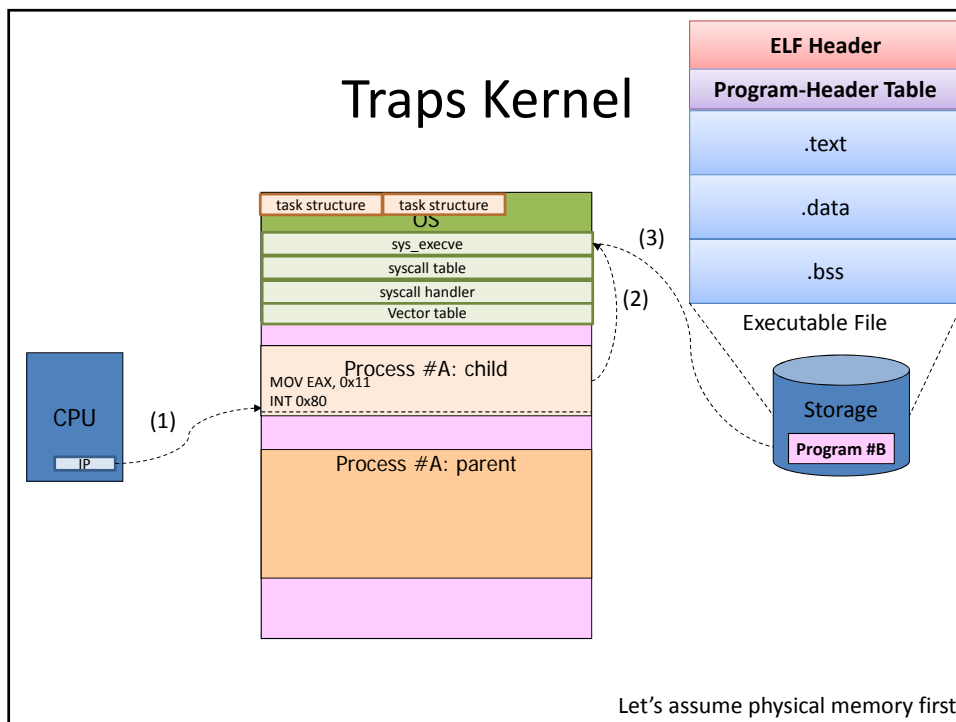 Traps Kernel
ELF Header
Program-Header Table
.text
.data
.bss
Executable File
task structure
task structure
OS
sys_execve
syscall table
syscall handler
Vector table
(3)
(2)
Process #A: child
MOV EAX, 0x11
INT 0x80
(1)
CPU
IP
Process #A: parent
Storage
Program #B
Let's assume physical memory first